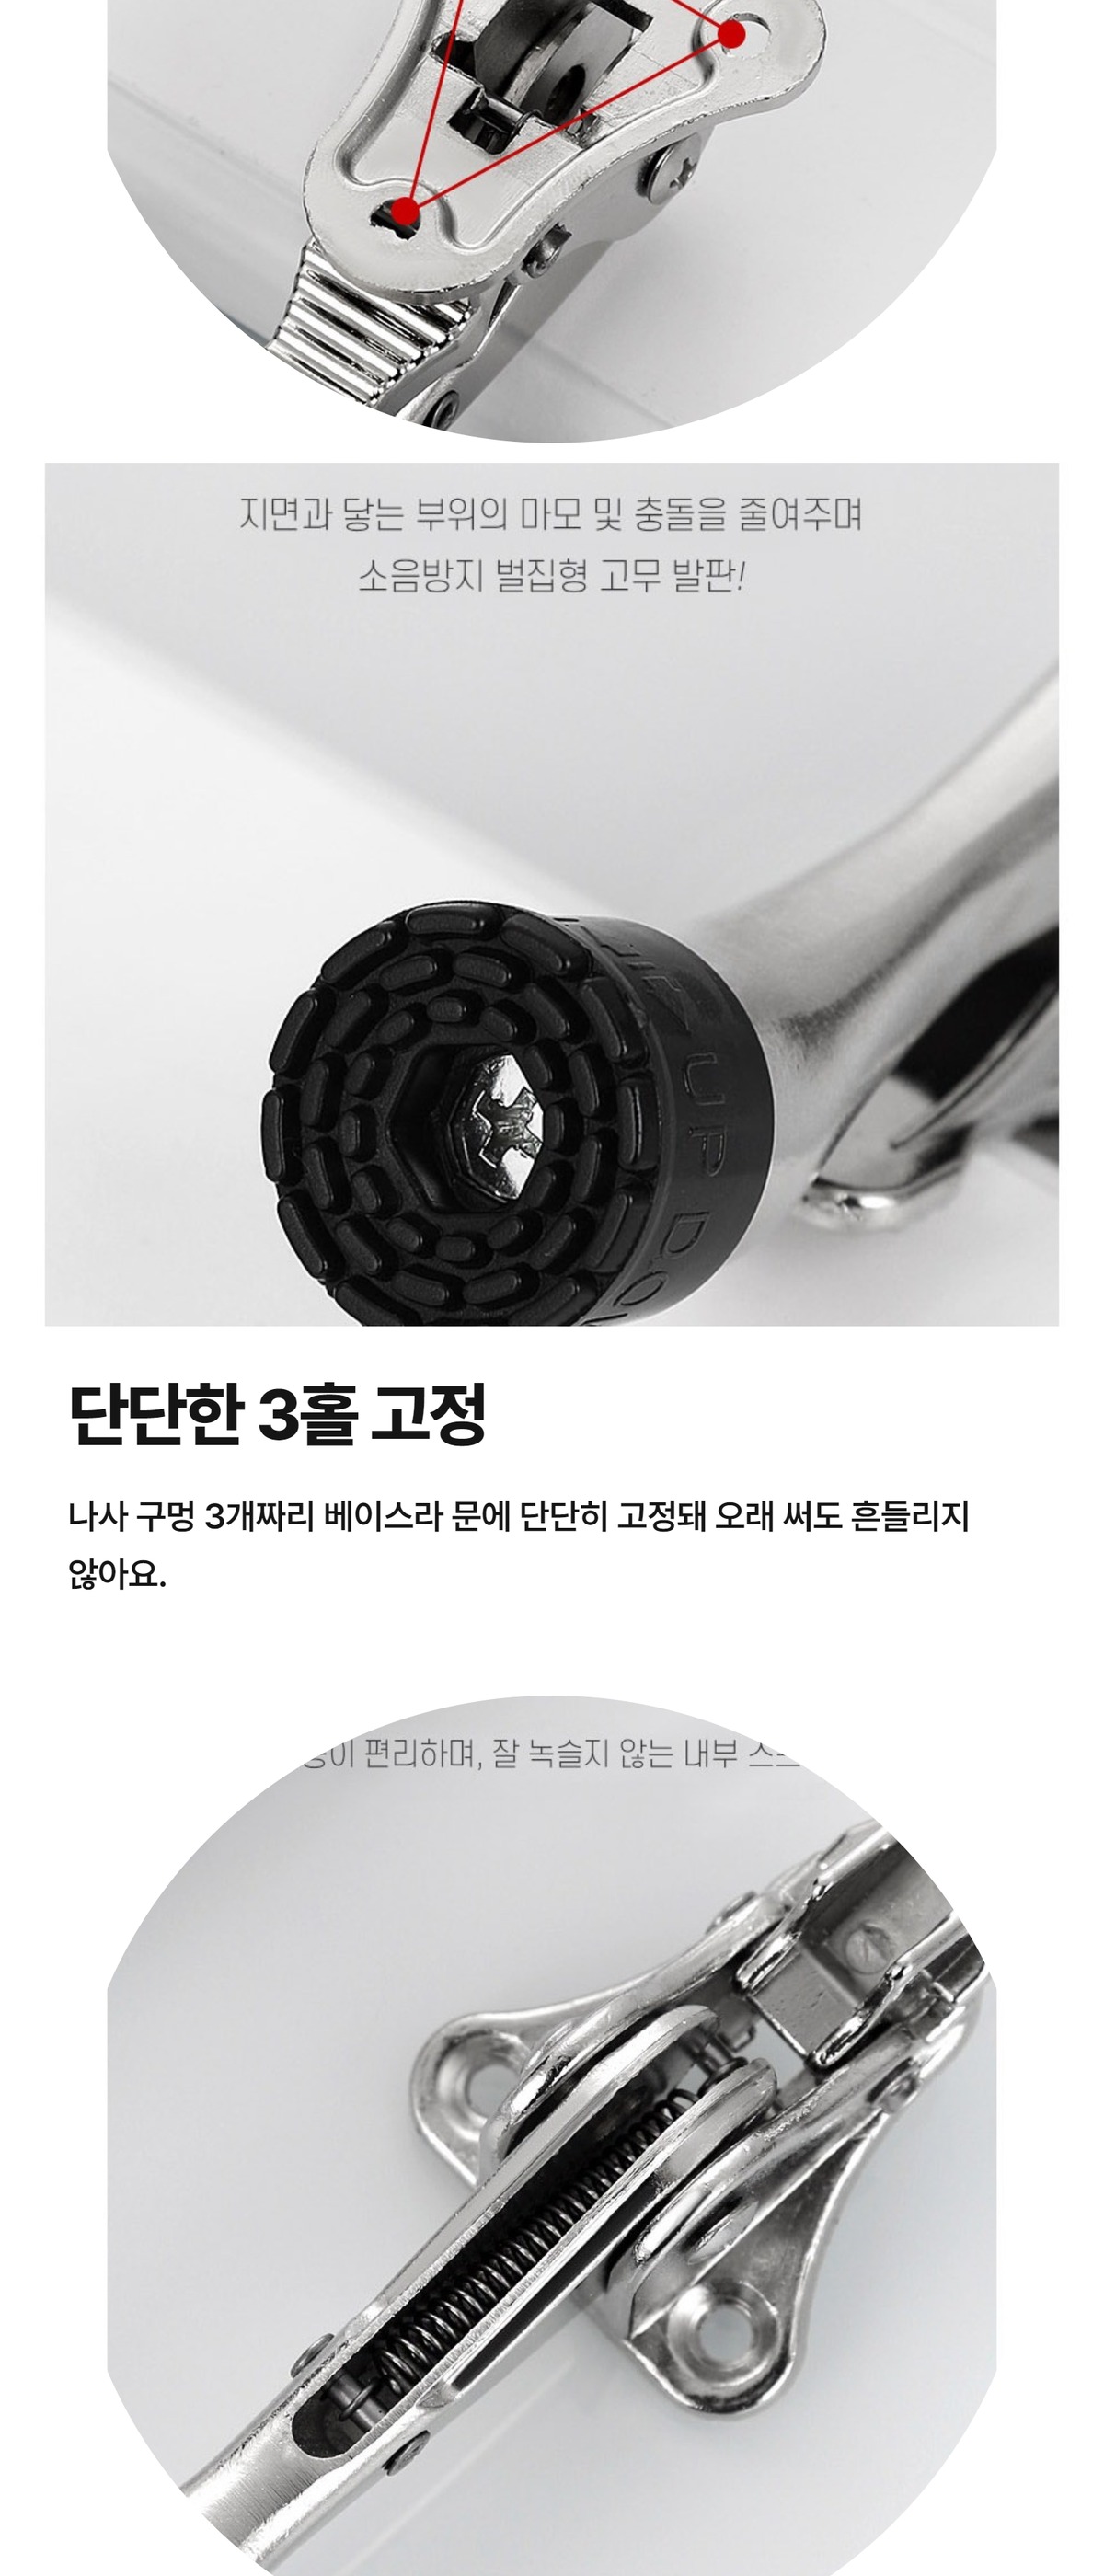 지면과 닿는 부위의 마모 및 충돌을 줄여주며
소음방지 벌집형 고무 발판!
UP DO
단단한 3홀 고정
나사 구멍 3개짜리 베이스라 문에 단단히 고정돼 오래 써도 흔들리지
않아요.
편리하며, 잘 녹슬지 않는 내부